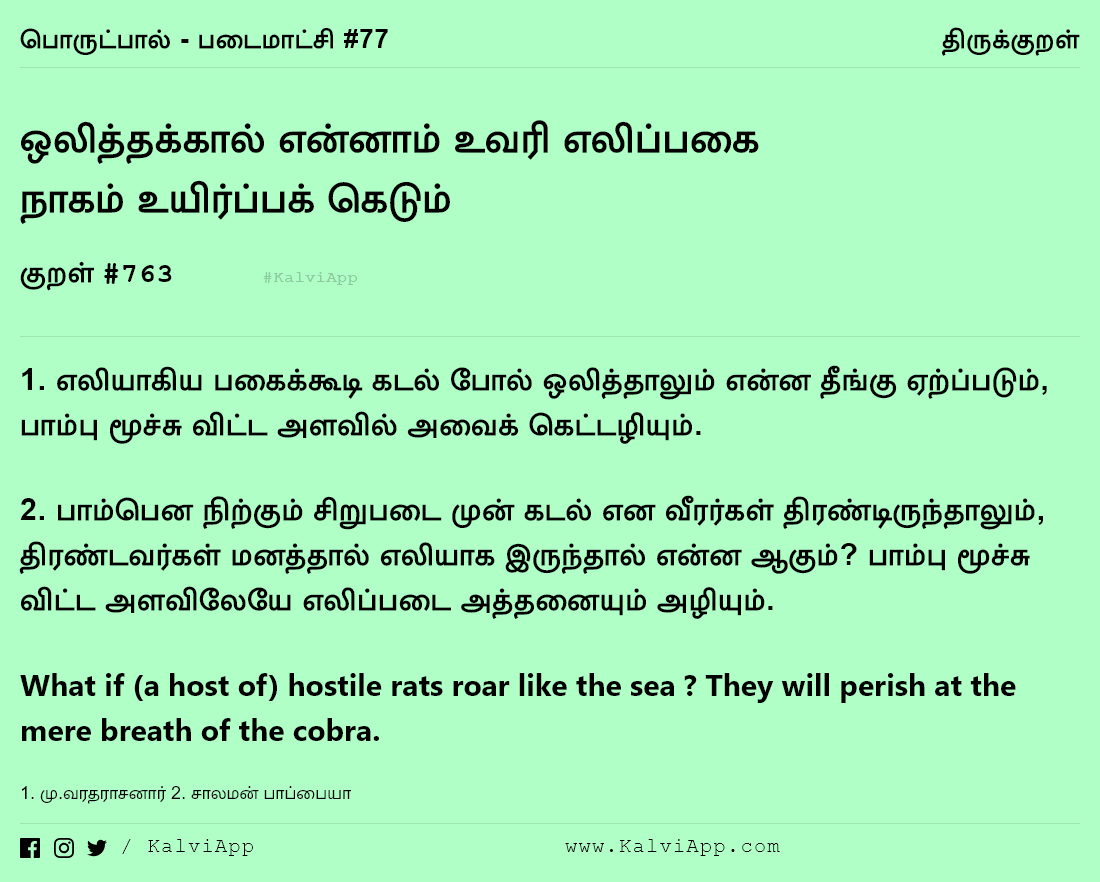 பொருட்பால் - படைமாட்சி #77 திருக்குறள்
ஒலித்தக்கால் என்னாம் உவரி எலிப்பகை
நாகம் உயிர்ப்பக் கெடும்
குறள் #763 #KalviApp
1. எலியாகிய பகைக்கூடி கடல் போல் ஒலித்தாலும் என்ன தீங்கு ஏற்ப்படும்,
பாம்பு மூச்சு விட்ட அளவில் அவைக் கெட்டழியும்.
2. பாம்பென நிற்கும் சிறுபடை முன் கடல் என வீரர்கள் திரண்டிருந்தாலும்,
திரண்டவர்கள் மனத்தால் எலியாக இருந்தால் என்ன ஆகும்? பாம்பு மூச்சு
விட்ட அளவிலேயே எலிப்படை அத்தனையும் அழியும்.
What if (a host of) hostile rats roar like the sea ? They will perish at the
mere breath of the cobra.
1. மு.வரதராசனார் 2. சாலமன் பாப்பையா
/ KalviApp www.KalviApp.com